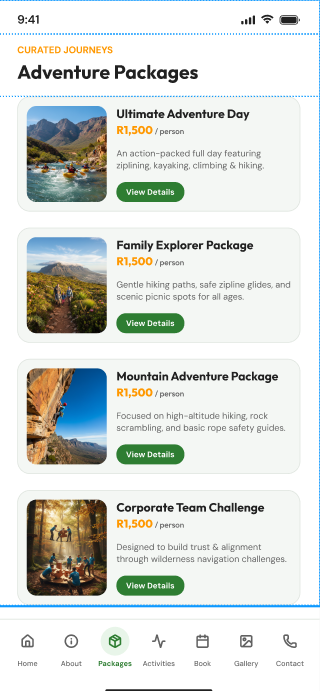 9:41
CURATED JOURNEYS
Adventure Packages
Ultimate Adventure Day
R1,500 / person
An action-packed full day featuring
ziplining, kayaking, climbing & hiking.
View Details
Family Explorer Package
R1,500 / person
Gentle hiking paths, safe zipline glides, and
scenic picnic spots for all ages.
View Details
Mountain Adventure Package
R1,500 / person
Focused on high-altitude hiking, rock
scrambling, and basic rope safety guides.
View Details
Corporate Team Challenge
R1,500 / person
Designed to build trust & alignment
through wilderness navigation challenges.
View Details
Home About Packages Activities Book Gallery Contact